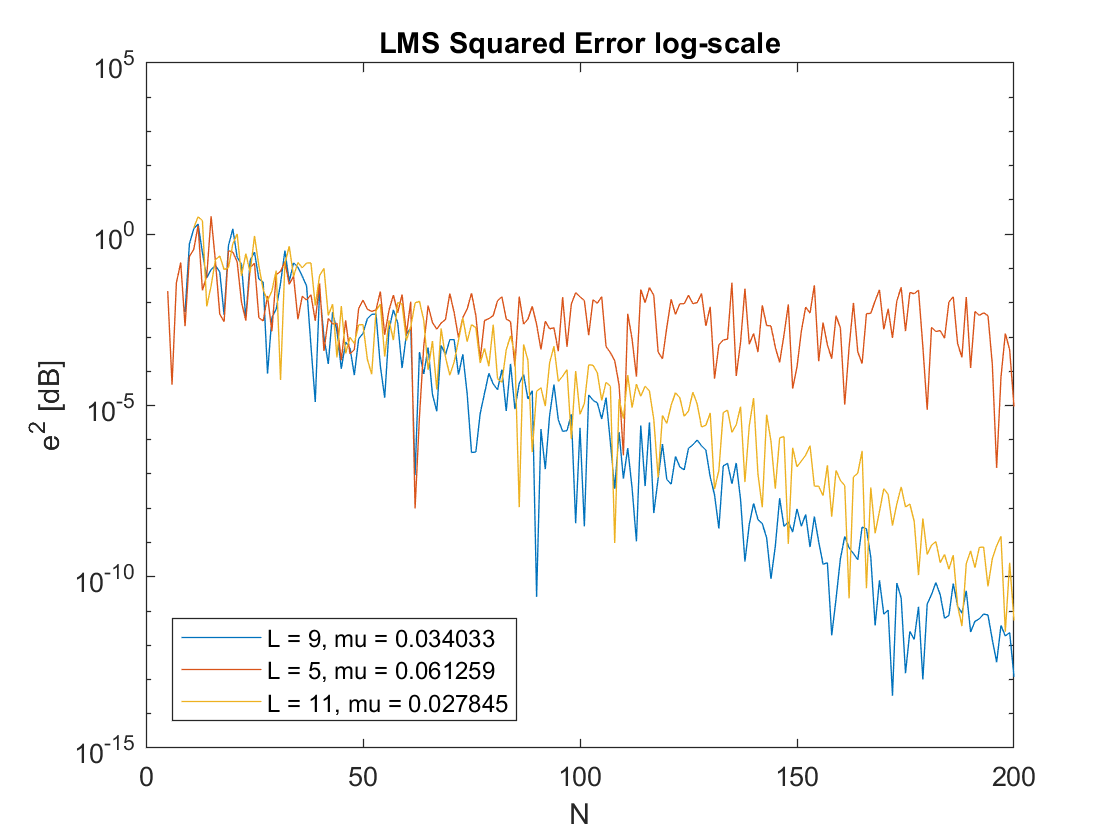 LMS Squared Error log-scale
10^5
10^0
10^-5
10^-10
10^-15
e^2 [dB]
L = 9, mu = 0.034033
L = 5, mu = 0.061259
L = 11, mu = 0.027845
0 50 100 150 200
N